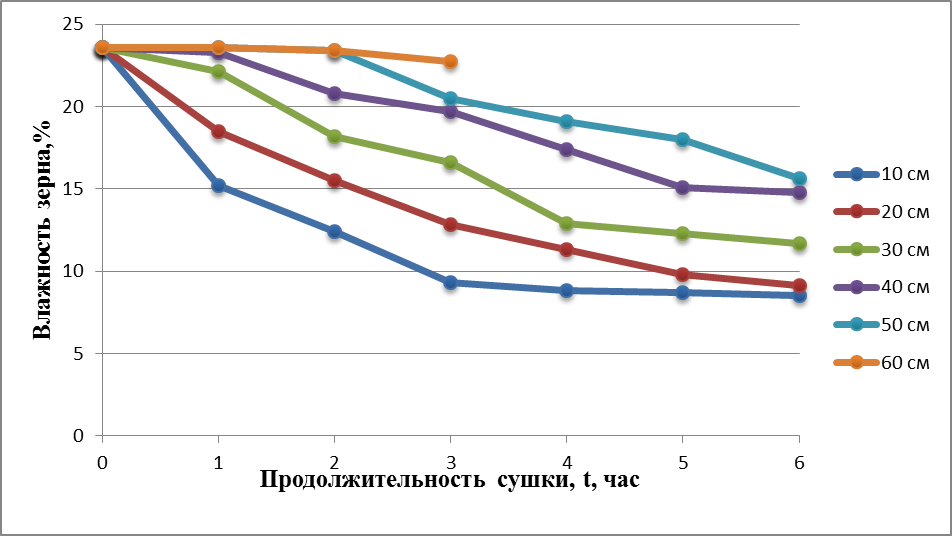 25
20
15
10
5
0
Влажность зерна,%
0 1 2 3 4 5 6
Продолжительность сушки, t, час
10 см
20 см
30 см
40 см
50 см
60 см